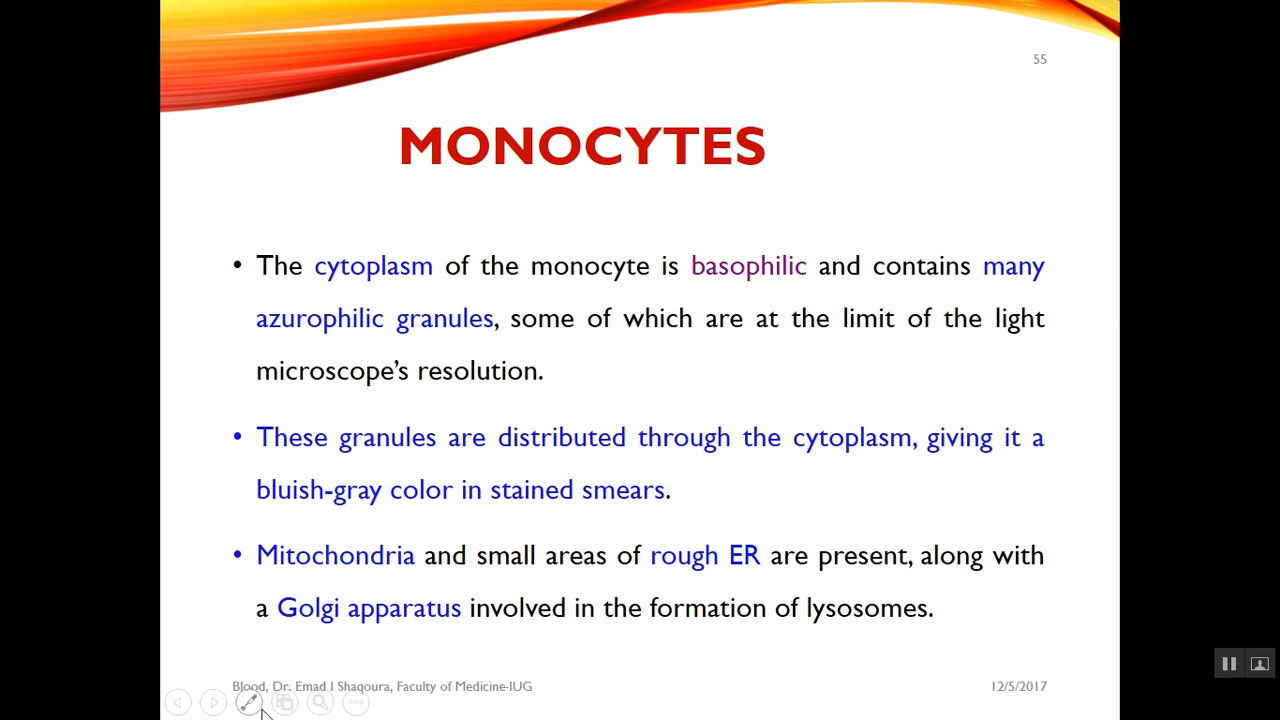 55
MONOCYTES
• The cytoplasm of the monocyte is basophilic and contains many
azurophilic granules, some of which are at the limit of the light
microscope’s resolution.
• These granules are distributed through the cytoplasm, giving it a
bluish-gray color in stained smears.
• Mitochondria and small areas of rough ER are present, along with
a Golgi apparatus involved in the formation of lysosomes.
Blood, Dr. Emad I Shaqoura, Faculty of Medicine-IUG 12/5/2017